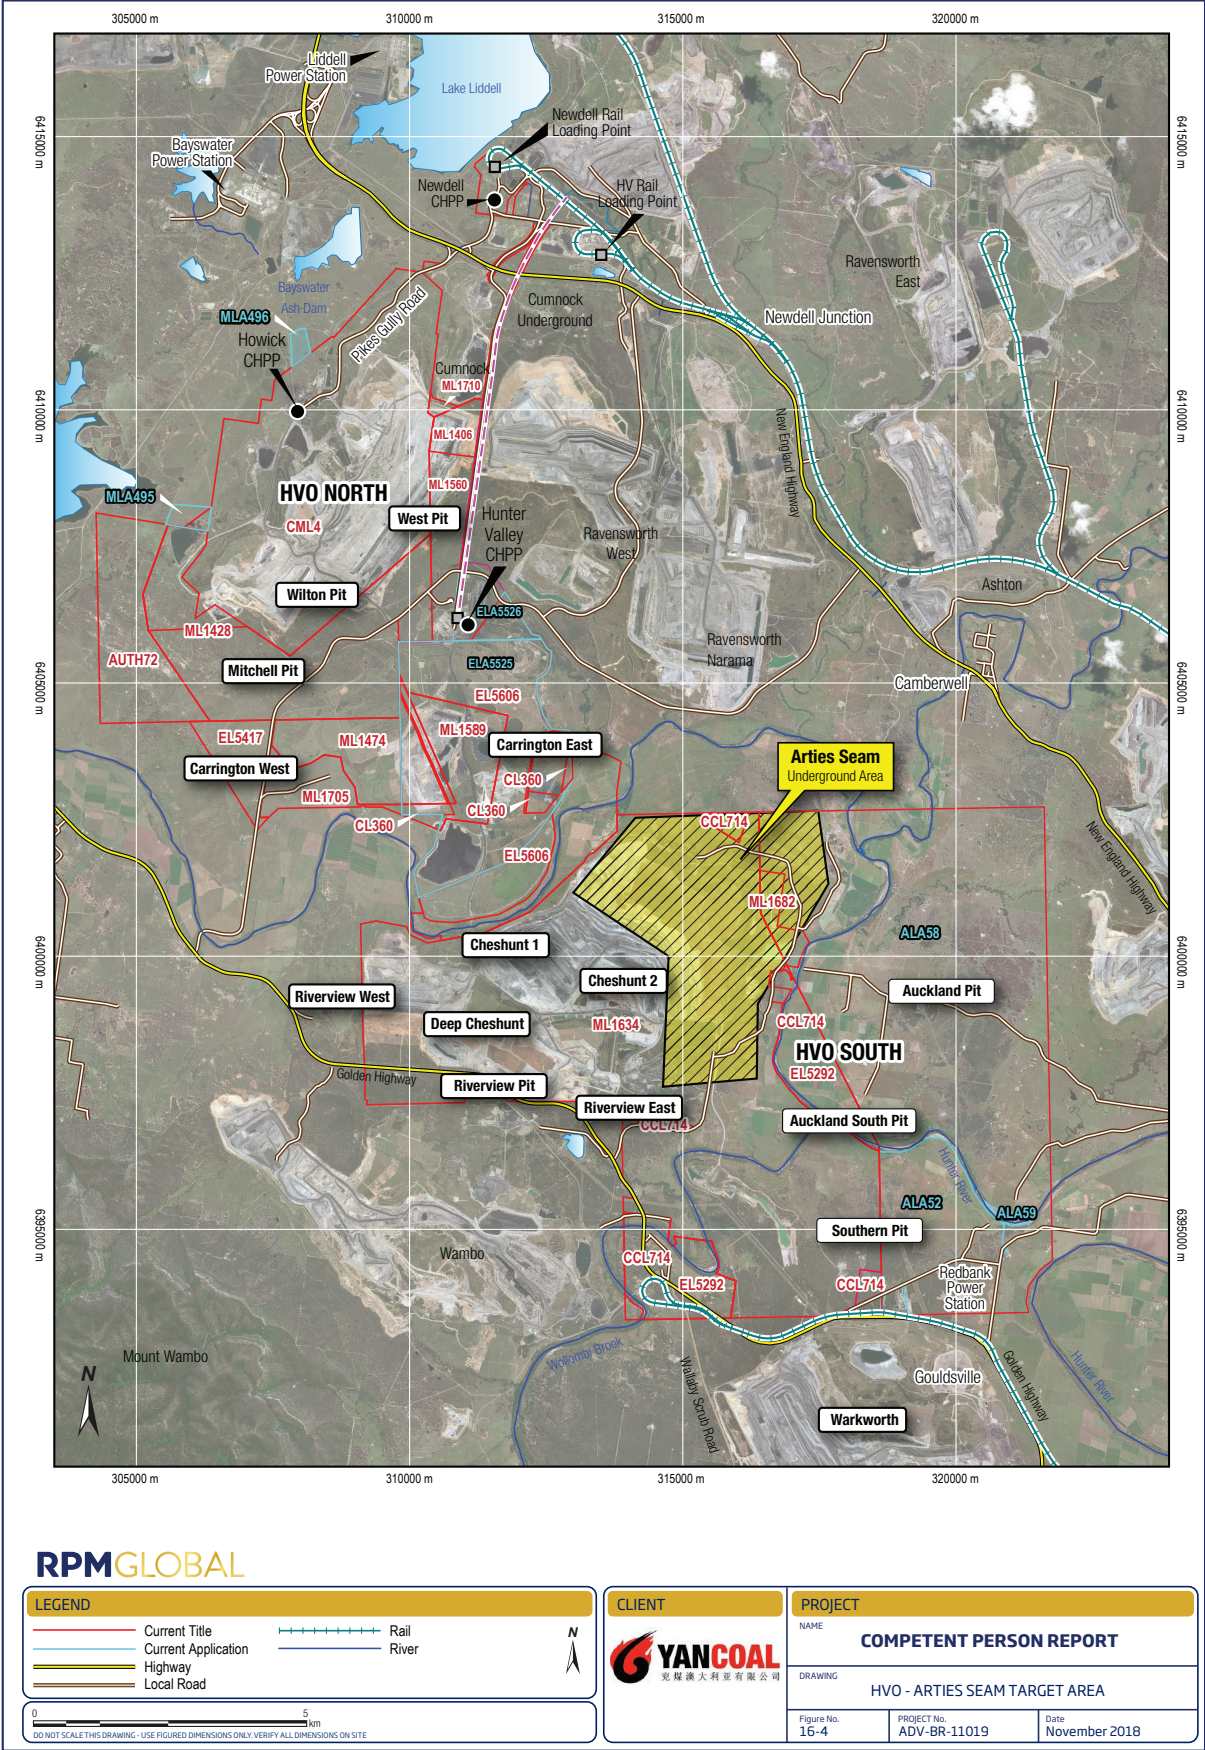 305000 m
310000 m
315000 m
320000 m
6415000 m
6415000 m
6410000 m
6410000 m
6405000 m
6405000 m
6400000 m
6400000 m
6395000 m
6395000 m
Liddell
Power Station
Lake Liddell
Bayswater
Power Station
Newdell Rail
Loading Point
Newdell
CHPP
HV Rail
Loading Point
Ravensworth
East
Bayswater
Ash Dam
MLA496
Howick
CHPP
Pikes Gully Road
Cumnock
Underground
Newdell Junction
Cumnock
ML1710
ML1406
New England Highway
ML1560
MLA495
HVO NORTH
CML4
West Pit
Hunter
Valley
CHPP
Ravensworth
West
Ashton
Wilton Pit
ELA5526
ML1428
AUTH72
Mitchell Pit
ELA5525
Ravensworth
Narama
Camberwell
EL5606
EL5417
ML1474
ML1589
Carrington East
Carrington West
CL360
Arties Seam
Underground Area
ML1705
CL360
CL360
CCL714
EL5606
New England Highway
ML1682
ALA58
Cheshunt 1
Cheshunt 2
Riverview West
Auckland Pit
Deep Cheshunt
ML1634
CCL714
HVO SOUTH
EL5292
Golden Highway
Riverview Pit
Riverview East
CCL714
Auckland South Pit
Hunter River
ALA52
ALA59
Southern Pit
Wambo
CCL714
EL5292
CCL714
Redbank
Power
Station
Mount Wambo
Wollombi Brook
Wallaby Scrub Road
Gouldsville
Golden Highway
Hunter River
Warkworth
N
305000 m
310000 m
315000 m
320000 m
RPMGLOBAL
LEGEND
Current Title
Current Application
Highway
Local Road
Rail
River
N
0 5
km
DO NOT SCALE THIS DRAWING - USE FIGURED DIMENSIONS ONLY. VERIFY ALL DIMENSIONS ON SITE
CLIENT
YANCOAL
兖煤澳大利亚有限公司
PROJECT
NAME
COMPETENT PERSON REPORT
DRAWING
HVO - ARTIES SEAM TARGET AREA
Figure No.
16-4
PROJECT No.
ADV-BR-11019
Date
November 2018